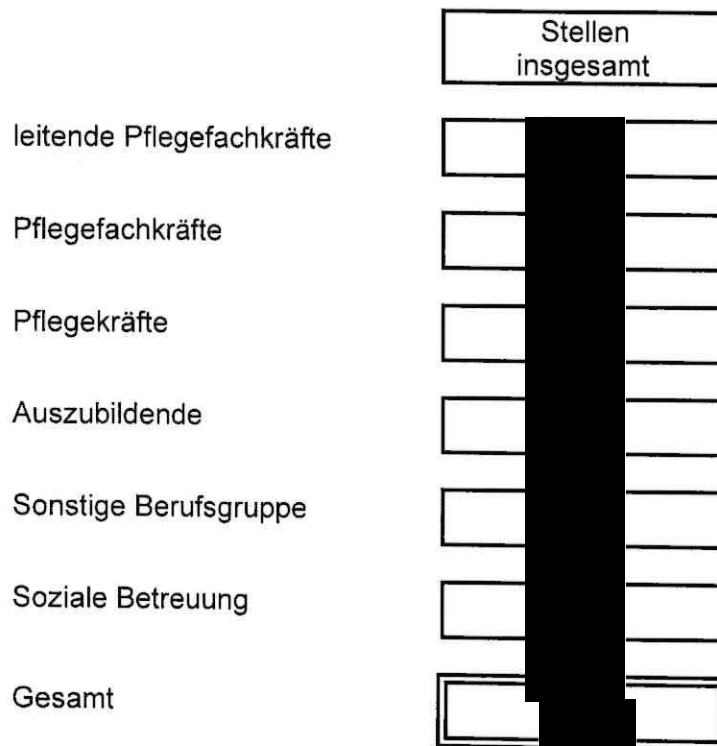 Stellen
insgesamt
leitende Pflegefachkräfte
Pflegefachkräfte
Pflegekräfte
Auszubildende
Sonstige Berufsgruppe
Soziale Betreuung
Gesamt